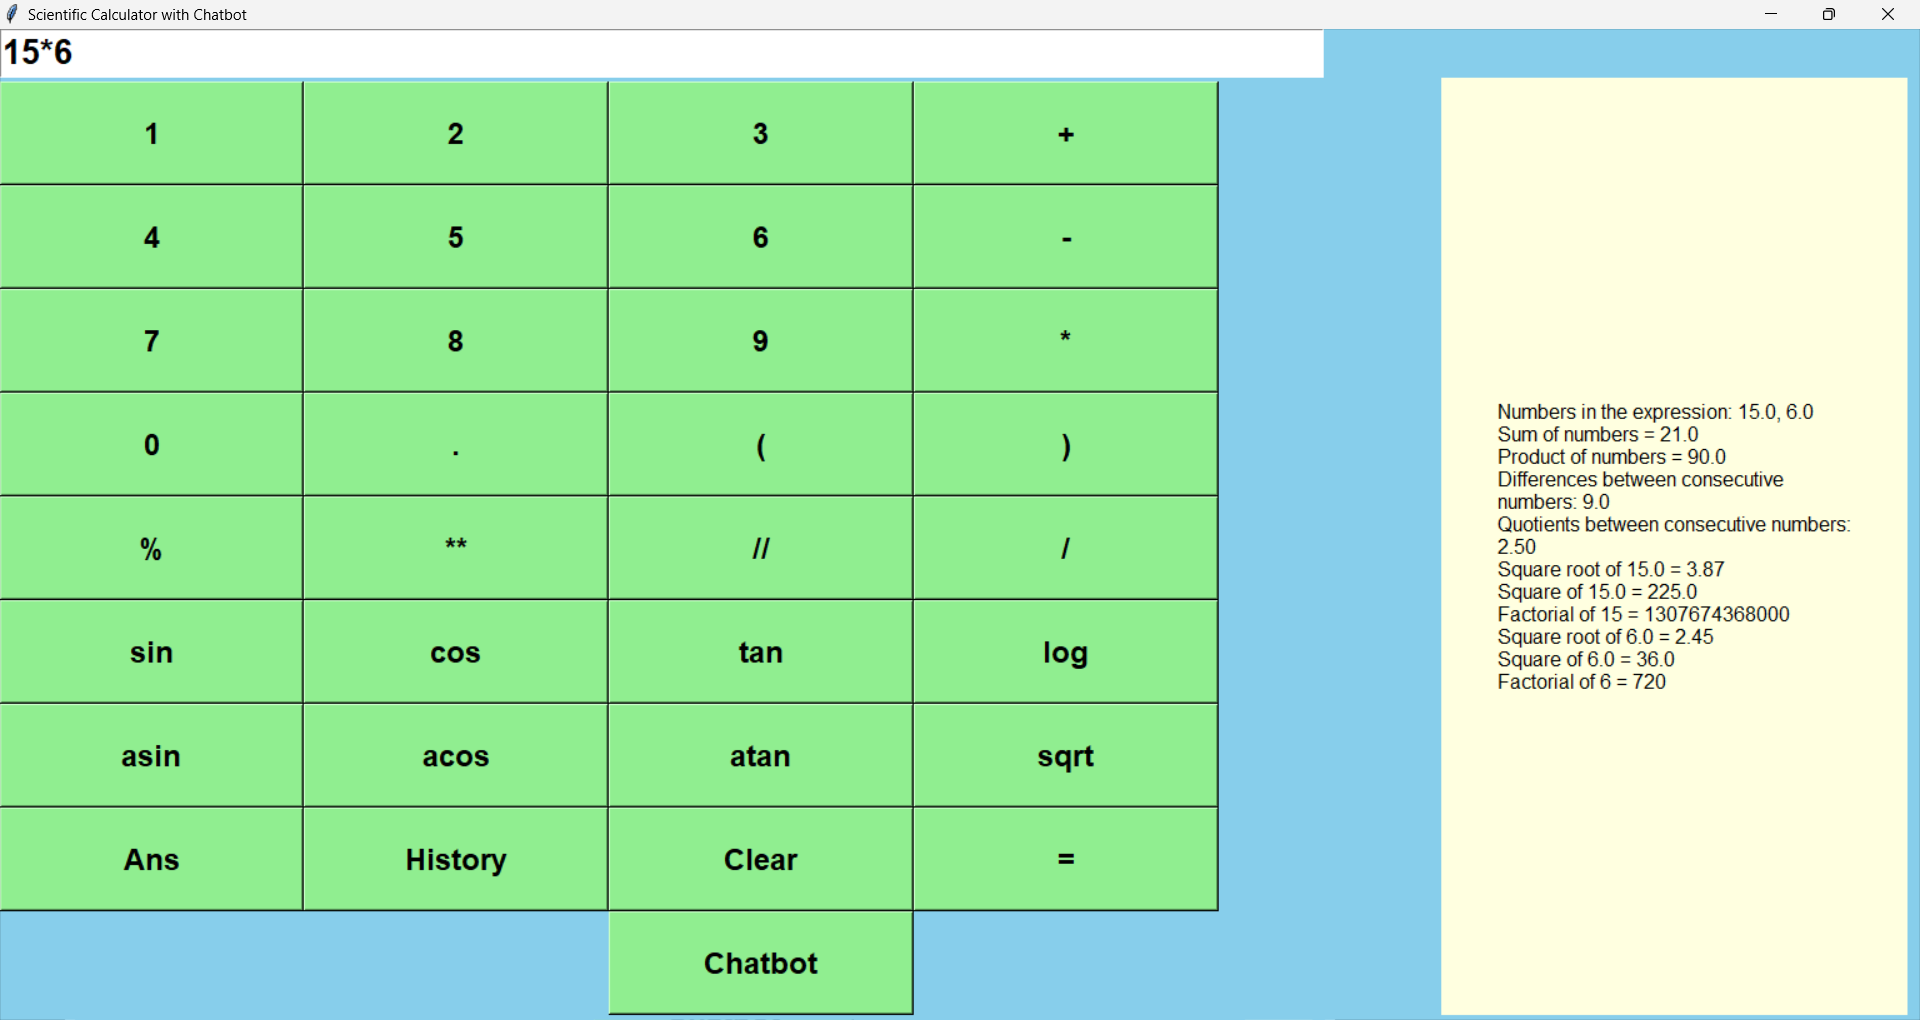 Scientific Calculator with Chatbot
15*6
1 2 3 +
4 5 6 -
7 8 9 *
0 . ( )
% ** // /
sin cos tan log
asin acos atan sqrt
Ans History Clear =
Chatbot
Numbers in the expression: 15.0, 6.0
Sum of numbers = 21.0
Product of numbers = 90.0
Differences between consecutive
numbers: 9.0
Quotients between consecutive numbers:
2.50
Square root of 15.0 = 3.87
Square of 15.0 = 225.0
Factorial of 15 = 1307674368000
Square root of 6.0 = 2.45
Square of 6.0 = 36.0
Factorial of 6 = 720